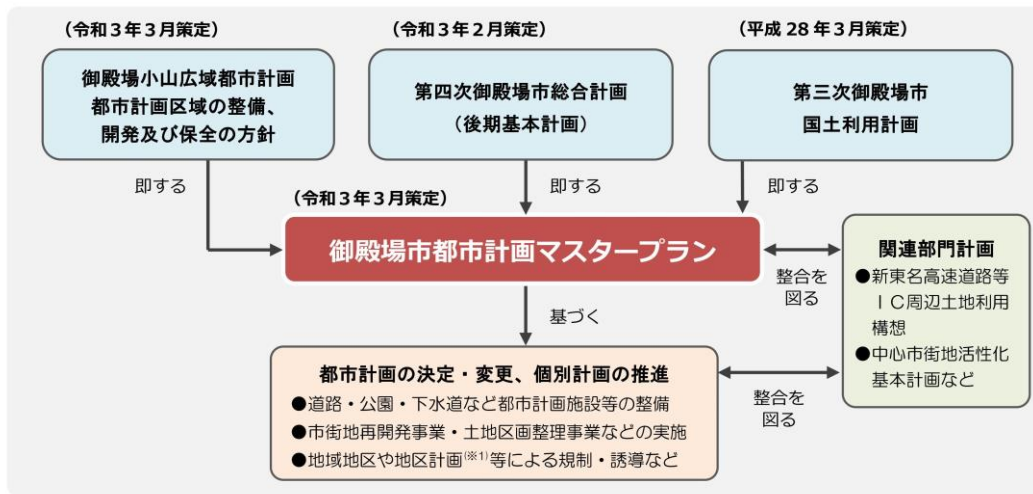 (令和3年3月策定)
御殿場小山広域都市計画
都市計画区域の整備、
開発及び保全の方針
(令和3年2月策定)
第四次御殿場市総合計画
(後期基本計画)
(平成28年3月策定)
第三次御殿場市
国土利用計画
即する
即する
即する
(令和3年3月策定)
御殿場市都市計画マスタープラン
整合を
図る
関連部門計画
●新東名高速道路等
IC周辺土地利用
構想
●中心市街地活性化
基本計画など
基づく
都市計画の決定・変更、個別計画の推進
●道路・公園・下水道など都市計画施設等の整備
●市街地再開発事業・土地区画整理事業などの実施
●地域地区や地区計画(※1)等による規制・誘導など
整合を
図る